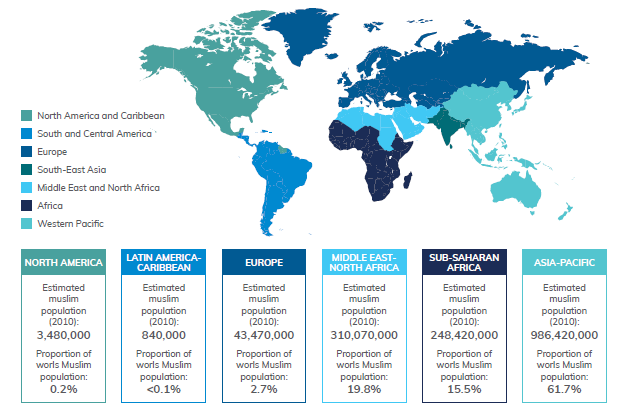 North America and Caribbean
South and Central America
Europe
South-East Asia
Middle East and North Africa
Africa
Western Pacific
NORTH AMERICA
Estimated
muslim
population
(2010):
3,480,000
Proportion of
worls Muslim
population:
0.2%
LATIN AMERICA-
CARIBBEAN
Estimated
muslim
population
(2010):
840,000
Proportion of
worls Muslim
population:
<0.1%
EUROPE
Estimated
muslim
population
(2010):
43,470,000
Proportion of
worls Muslim
population:
2.7%
MIDDLE EAST-
NORTH AFRICA
Estimated
muslim
population
(2010):
310,070,000
Proportion of
worls Muslim
population:
19.8%
SUB-SAHARAN
AFRICA
Estimated
muslim
population
(2010):
248,420,000
Proportion of
worls Muslim
population:
15.5%
ASIA-PACIFIC
Estimated
muslim
population
(2010):
986,420,000
Proportion of
worls Muslim
population:
61.7%